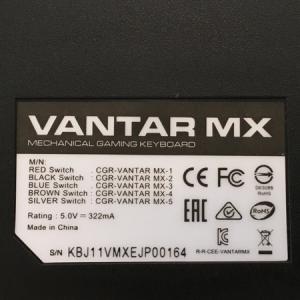 VANTAR MX
MECHANICAL GAMING KEYBOARD
M/N:
RED Switch : CGR-VANTAR MX-1
BLACK Switch : CGR-VANTAR MX-2
BLUE Switch : CGR-VANTAR MX-3
BROWN Switch : CGR-VANTAR MX-4
SILVER Switch : CGR-VANTAR MX-5
Rating : 5.0V⎓322mA
Made in China
EAC
FC
RoHS
S/N KBJ11VMXEJP00164
R-R-CEE-VANTARMX